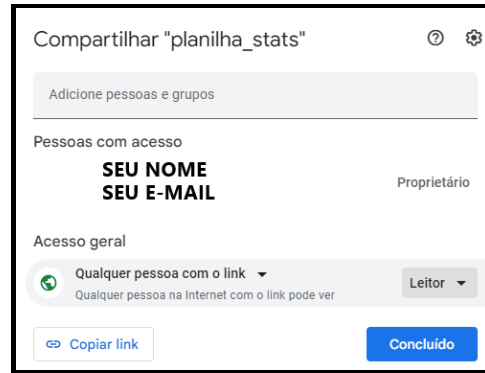 Compartilhar "planilha_stats"
Adicione pessoas e grupos
Pessoas com acesso
SEU NOME
SEU E-MAIL
Proprietário
Acesso geral
Qualquer pessoa com o link
Qualquer pessoa na Internet com o link pode ver
Leitor
Copiar link
Concluído